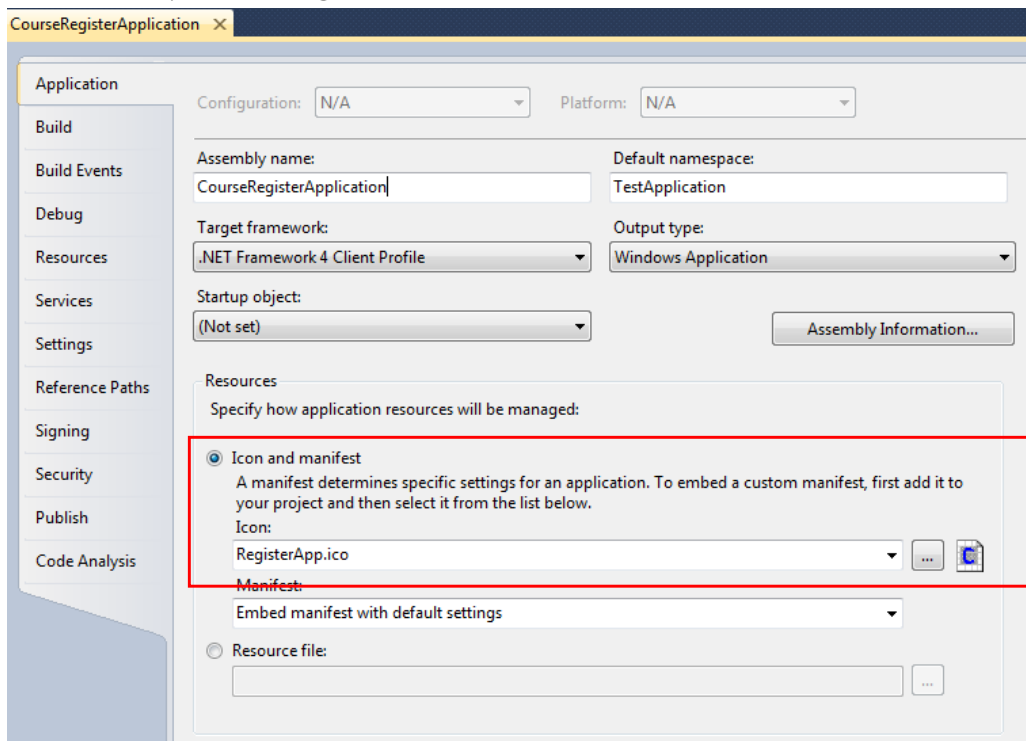 CourseRegisterApplication
Application
Configuration: N/A Platform: N/A
Build
Assembly name: Default namespace:
Build Events
CourseRegisterApplication TestApplication
Debug
Target framework: Output type:
Resources
.NET Framework 4 Client Profile Windows Application
Services
Startup object:
(Not set) Assembly Information...
Settings
Reference Paths
Resources
Specify how application resources will be managed:
Signing
Icon and manifest
Security
A manifest determines specific settings for an application. To embed a custom manifest, first add it to
your project and then select it from the list below.
Publish
Icon:
Code Analysis
RegisterApp.ico ... C
Manifest:
Embed manifest with default settings
Resource file:
...